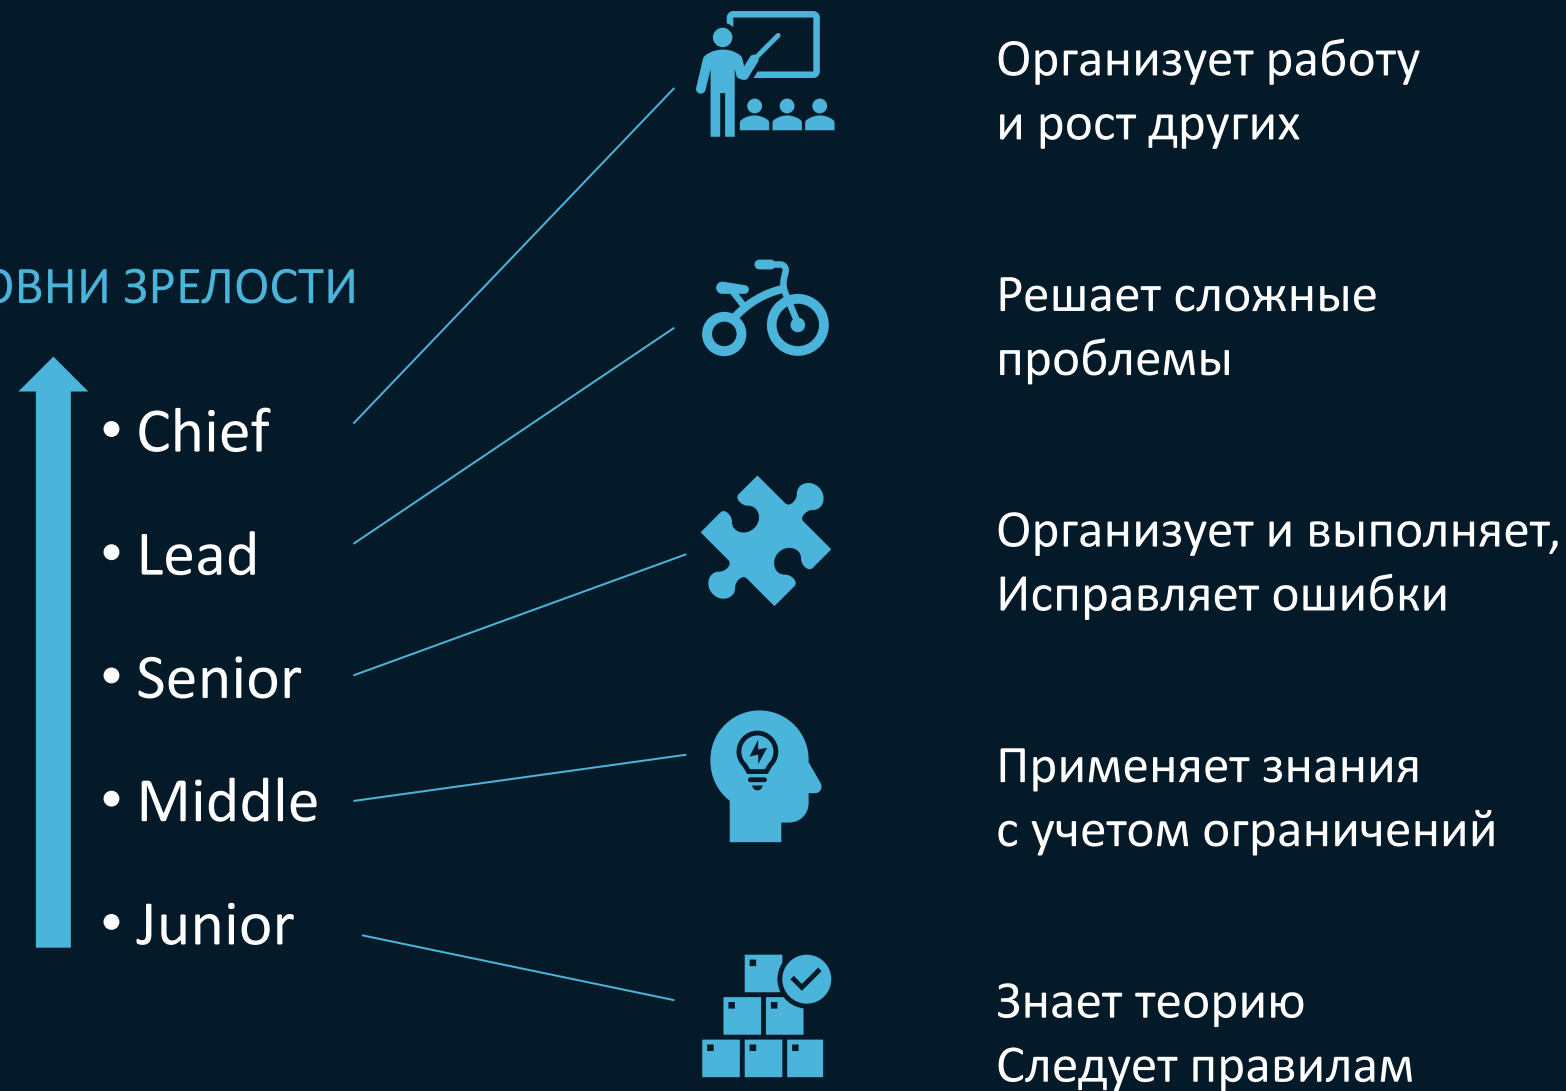 ОВНИ ЗРЕЛОСТИ
• Chief
• Lead
• Senior
• Middle
• Junior
Организует работу
и рост других
Решает сложные
проблемы
Организует и выполняет,
Исправляет ошибки
Применяет знания
с учетом ограничений
Знает теорию
Следует правилам